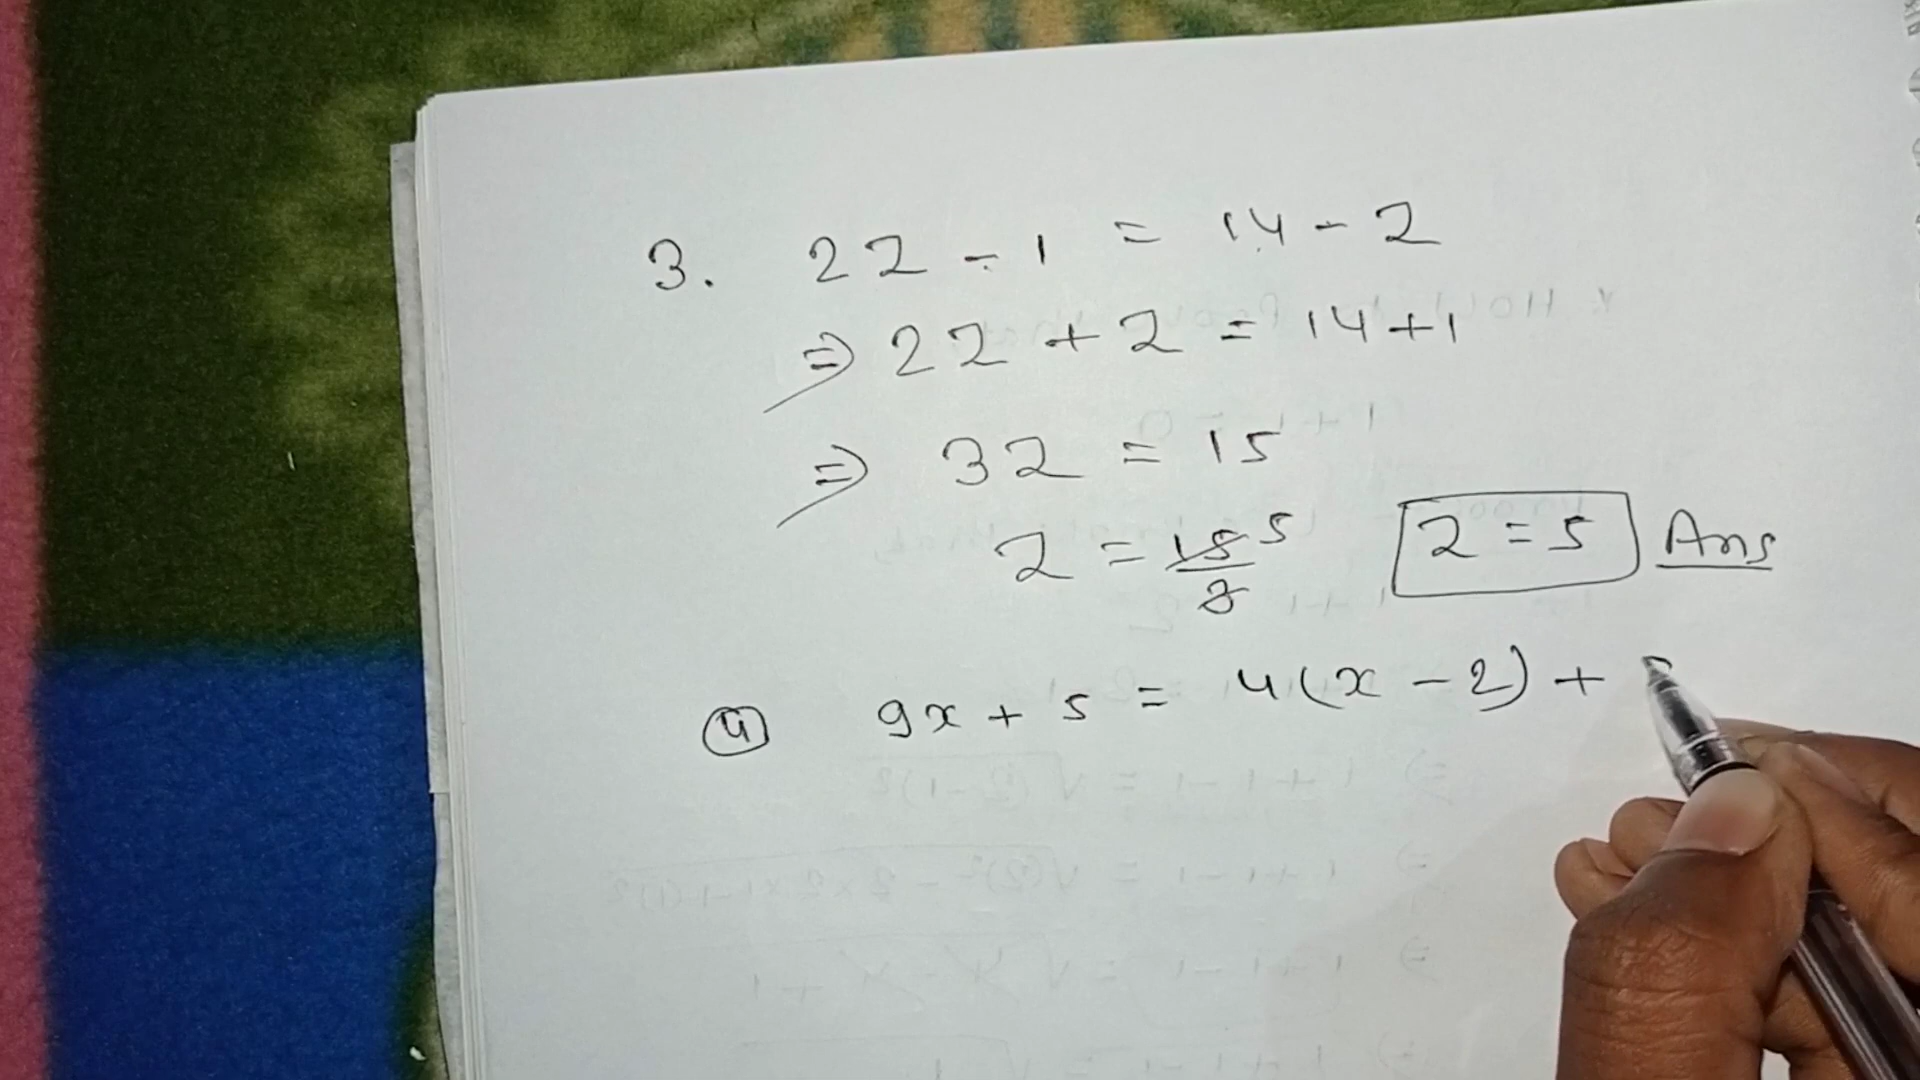 3. 2z - 1 = 14 - z
⇒ 2z + z = 14 + 1
⇒ 3z = 15
z = 15/3 5 z = 5 Ans
4 9x + 5 = 4(x - 2) +